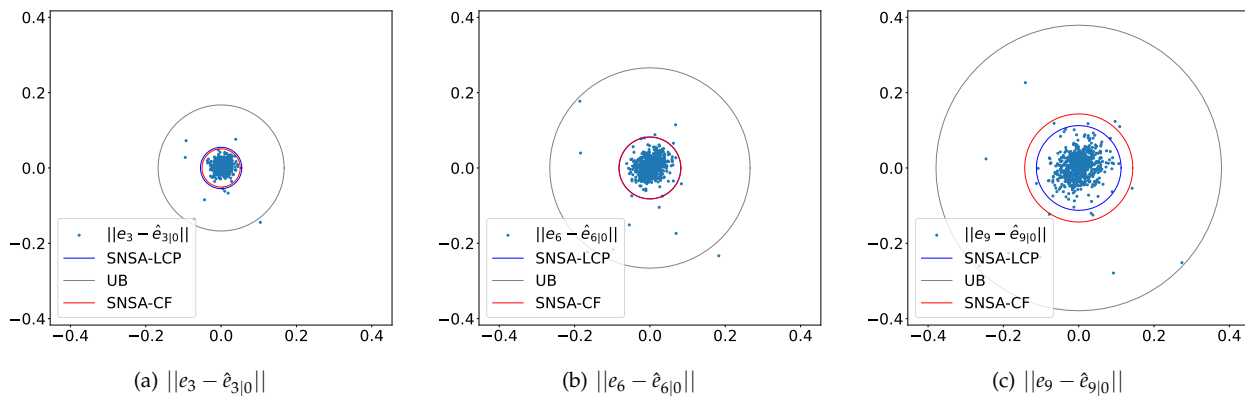 0.4
0.2
0.0
−0.2
−0.4
−0.4 −0.2 0.0 0.2 0.4
||e₃ − ê₃|₀||
SNSA-LCP
UB
SNSA-CF
(a) ||e₃ − ê₃|₀||
0.4
0.2
0.0
−0.2
−0.4
−0.4 −0.2 0.0 0.2 0.4
||e₆ − ê₆|₀||
SNSA-LCP
UB
SNSA-CF
(b) ||e₆ − ê₆|₀||
0.4
0.2
0.0
−0.2
−0.4
−0.4 −0.2 0.0 0.2 0.4
||e₉ − ê₉|₀||
SNSA-LCP
UB
SNSA-CF
(c) ||e₉ − ê₉|₀||